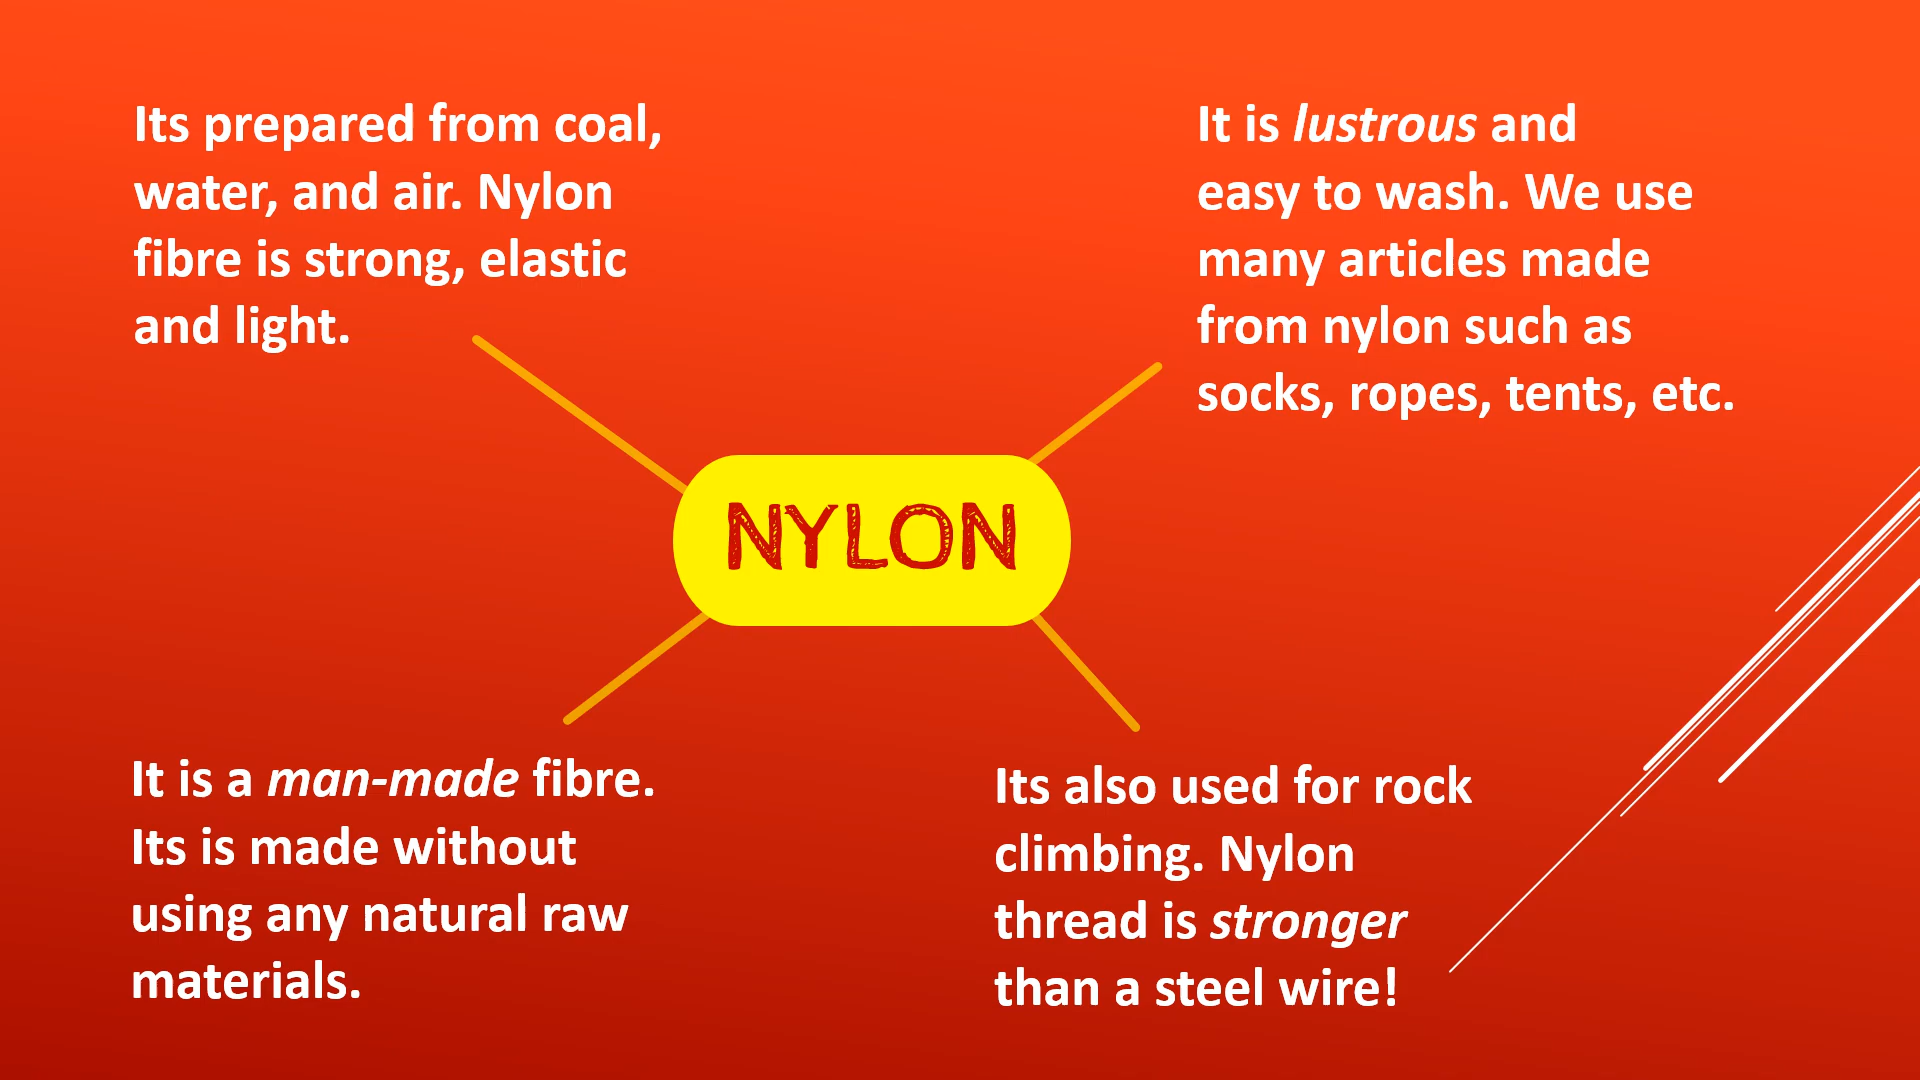 Its prepared from coal,
water, and air. Nylon
fibre is strong, elastic
and light.
It is lustrous and
easy to wash. We use
many articles made
from nylon such as
socks, ropes, tents, etc.
NYLON
It is a man-made fibre.
Its is made without
using any natural raw
materials.
Its also used for rock
climbing. Nylon
thread is stronger
than a steel wire!